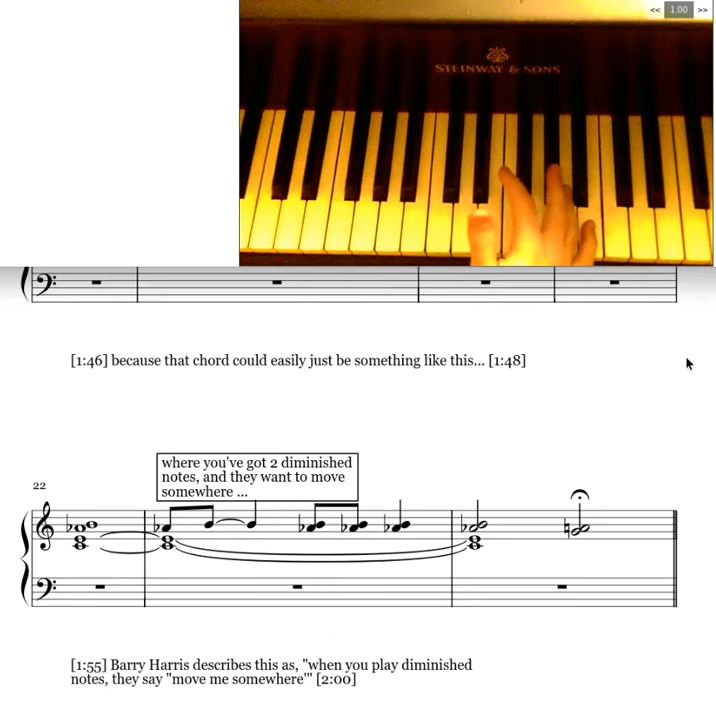 << 1.00 >>
STEINWAY & SONS
[1:46] because that chord could easily just be something like this... [1:48]
where you've got 2 diminished
notes, and they want to move
somewhere ...
22
[1:55] Barry Harris describes this as, "when you play diminished
notes, they say "move me somewhere'" [2:00]